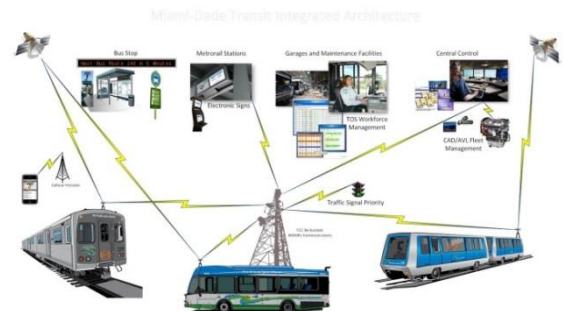 Miami-Dade Transit Integrated Architecture
Bus Stop
Metrorail Stations
Garages and Maintenance Facilities
Central Control
Electronic Signs
TOS Workforce
Management
CAD/AVL Fleet
Management
Traffic Signal Priority